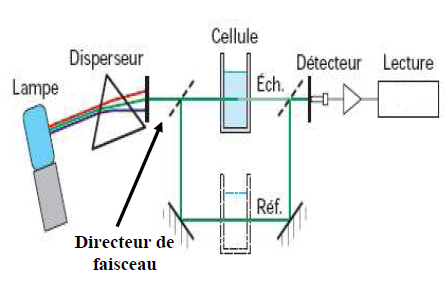 Cellule
Disperseur
Détecteur
Lecture
Lampe
Éch.
Réf.
Directeur de
faisceau